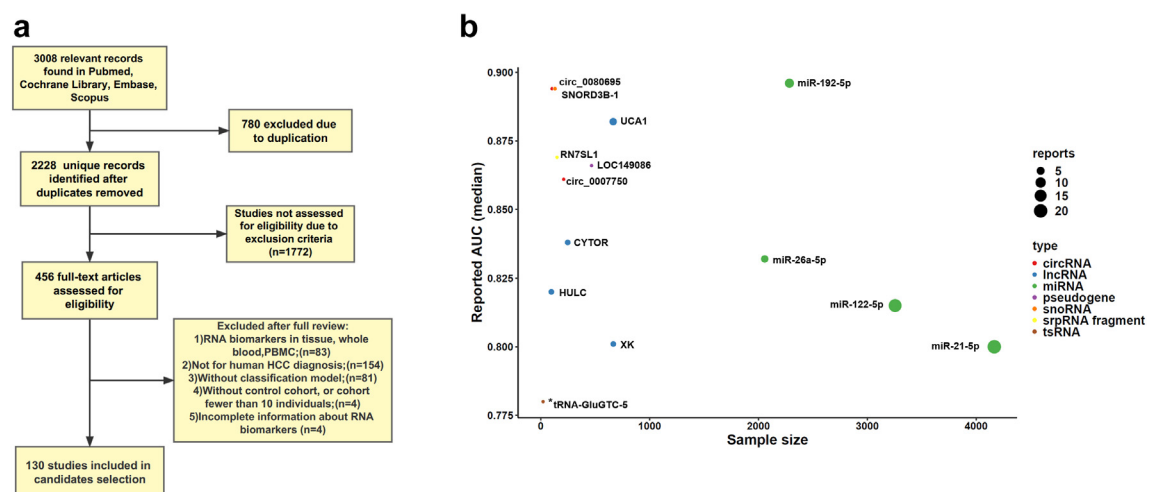 a
3008 relevant records
found in Pubmed,
Cochrane Library, Embase,
Scopus
780 excluded due
to duplication
2228 unique records
identified after
duplicates removed
Studies not assessed
for eligibility due to
exclusion criteria
(n=1772)
456 full-text articles
assessed for
eligibility
Excluded after full review:
1)RNA biomarkers in tissue, whole
blood,PBMC;(n=83)
2)Not for human HCC diagnosis;(n=154)
3)Without classification model;(n=81)
4)Without control cohort, or cohort
fewer than 10 individuals;(n=4)
5)Incomplete information about RNA
biomarkers (n=4)
130 studies included in
candidates selection
b
Reported AUC (median)
0.900
0.875
0.850
0.825
0.800
0.775
circ_0080695
SNORD3B-1
miR-192-5p
UCA1
RN7SL1
LOC149086
circ_0007750
CYTOR
miR-26a-5p
HULC
miR-122-5p
XK
miR-21-5p
*tRNA-GluGTC-5
0
1000
2000
3000
4000
Sample size
reports
5
10
15
20
type
circRNA
lncRNA
miRNA
pseudogene
snoRNA
srpRNA fragment
tsRNA